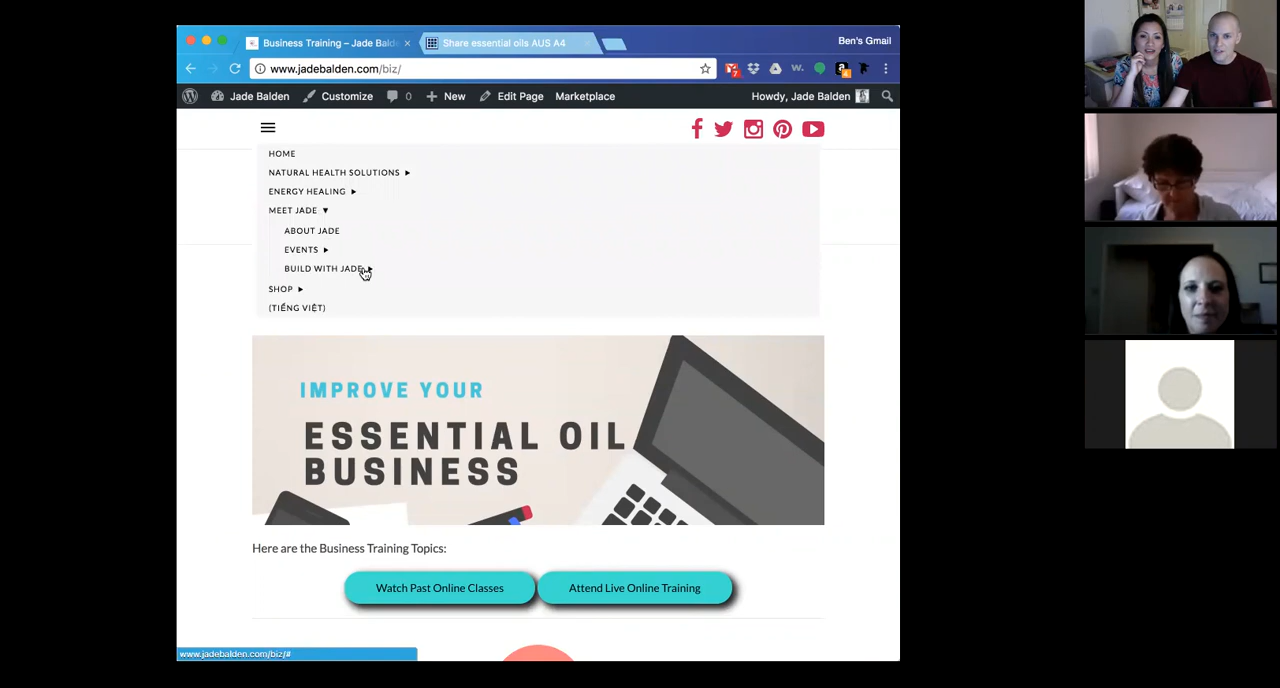 Business Training – Jade Bald
Share essential oils AUS A4
Ben's Gmail
www.jadebalden.com/biz/
7
w.
a
4
Jade Balden
Customize
0
New
Edit Page
Marketplace
Howdy, Jade Balden
HOME
NATURAL HEALTH SOLUTIONS ►
ENERGY HEALING ►
MEET JADE ▼
ABOUT JADE
EVENTS ►
BUILD WITH JADE
SHOP ►
(TIẾNG VIỆT)
IMPROVE YOUR
ESSENTIAL OIL
BUSINESS
Here are the Business Training Topics:
Watch Past Online Classes
Attend Live Online Training
www.jadebalden.com/biz/#